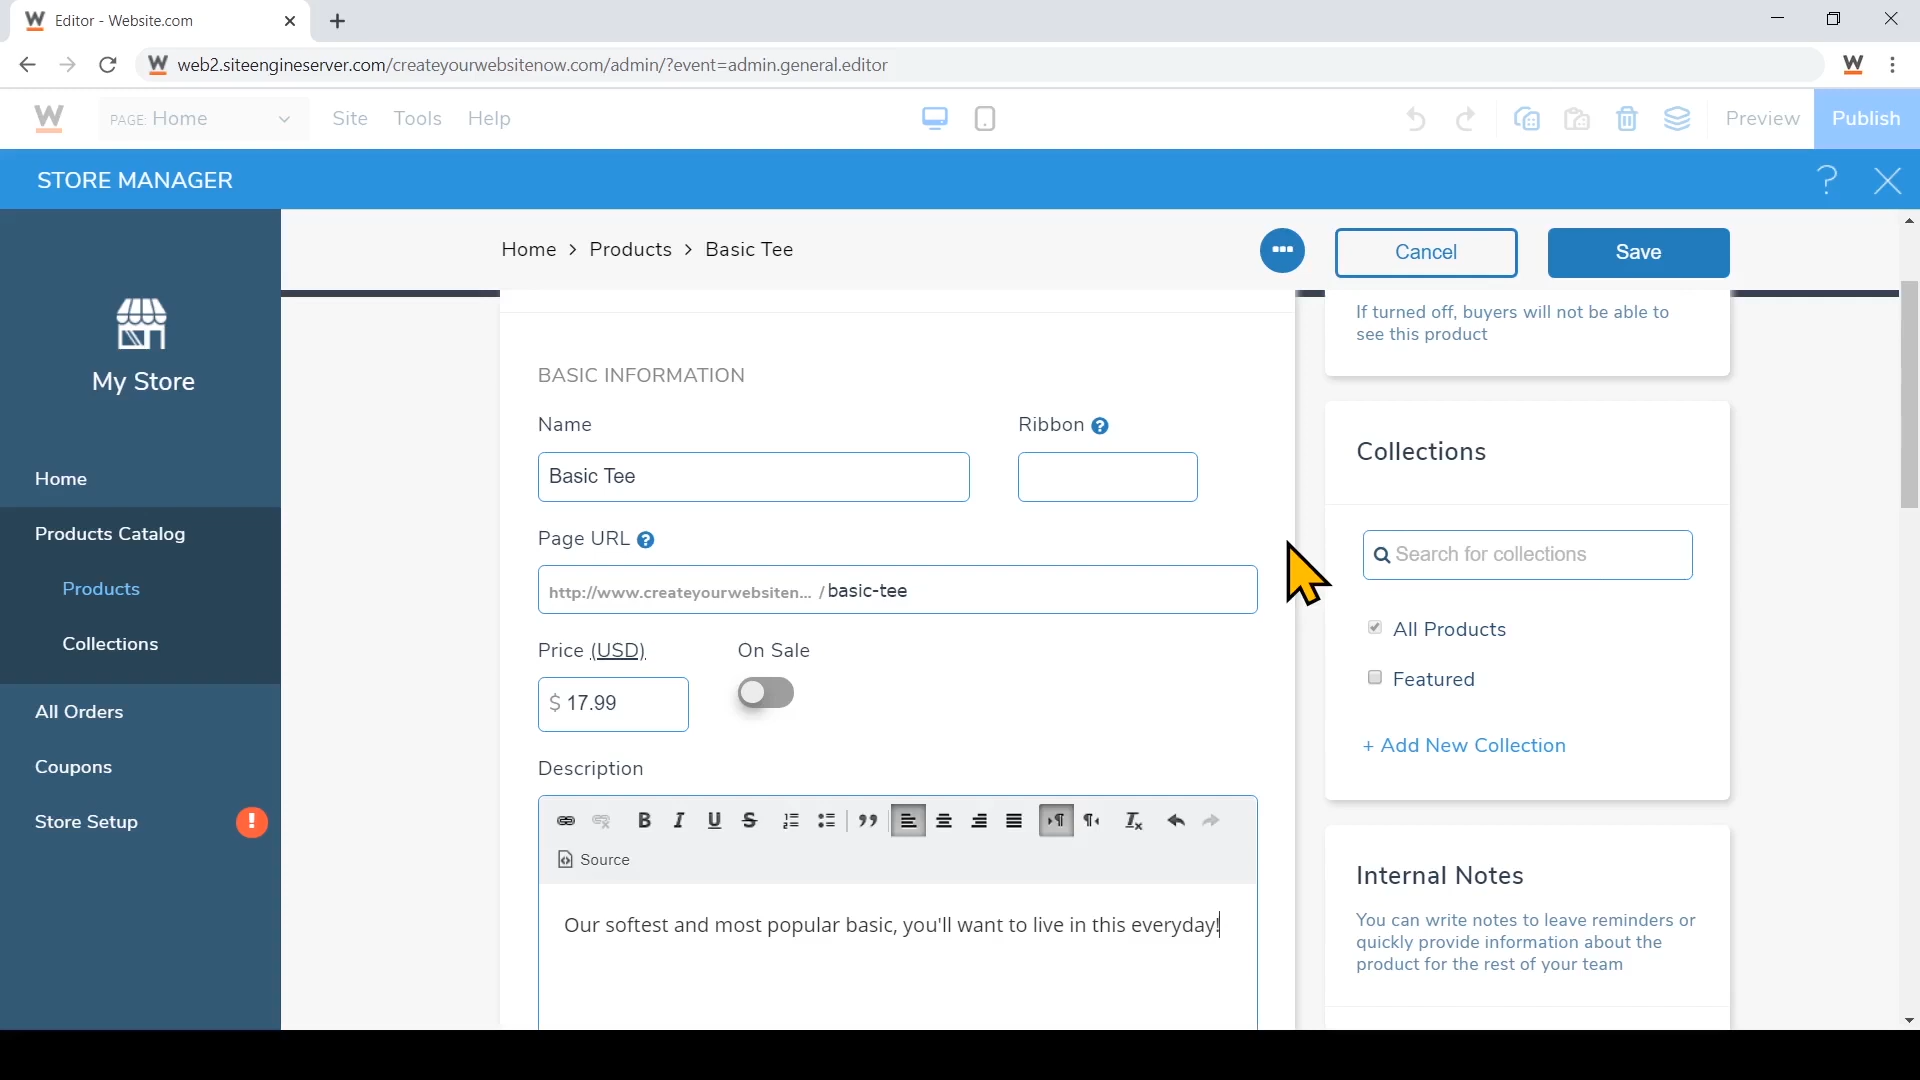 Editor - Website.com
web2.siteengineserver.com/createyourwebsitenow.com/admin/?event=admin.general.editor
PAGE: Home Site Tools Help Preview Publish
STORE MANAGER
Home > Products > Basic Tee Cancel Save
My Store
Home
Products Catalog
Products
Collections
All Orders
Coupons
Store Setup
BASIC INFORMATION
Name
Basic Tee
Ribbon
Page URL
http://www.createyourwebsiten... / basic-tee
Price (USD)
$ 17.99
On Sale
Description
Source
Our softest and most popular basic, you'll want to live in this everyday!
If turned off, buyers will not be able to
see this product
Collections
Search for collections
All Products
Featured
+ Add New Collection
Internal Notes
You can write notes to leave reminders or
quickly provide information about the
product for the rest of your team